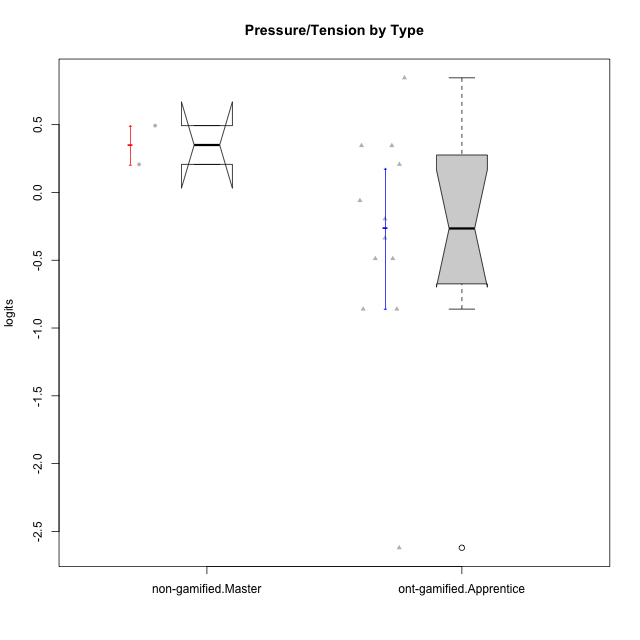 Pressure/Tension by Type
logits
0.5
0.0
-0.5
-1.0
-1.5
-2.0
-2.5
non-gamified.Master
ont-gamified.Apprentice